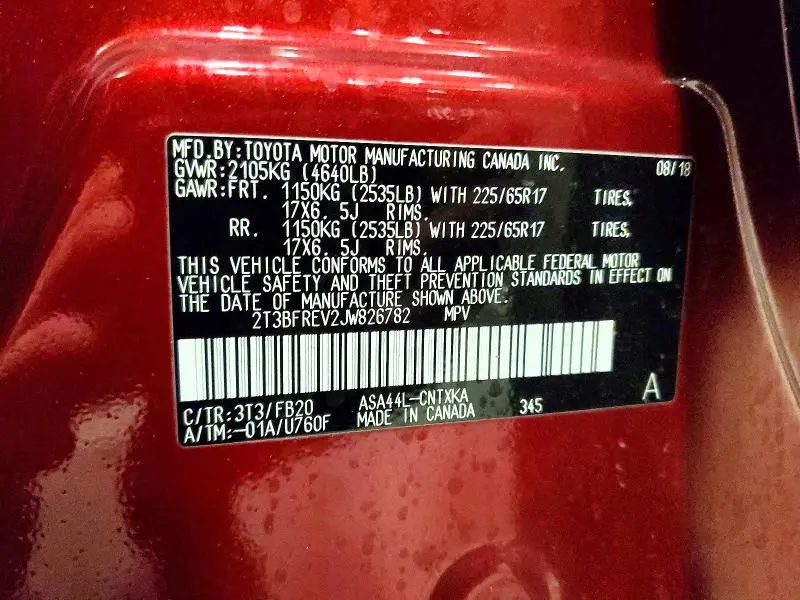 MFD.BY:TOYOTA MOTOR MANUFACTURING CANADA INC. 08/18
GVWR:2105KG (4640LB)
GAWR:FRT. 1150KG (2535LB) WITH 225/65R17 TIRES,
17X6.5J RIMS.
RR. 1150KG (2535LB) WITH 225/65R17 TIRES,
17X6.5J RIMS.
THIS VEHICLE CONFORMS TO ALL APPLICABLE FEDERAL MOTOR
VEHICLE SAFETY AND THEFT PREVENTION STANDARDS IN EFFECT ON
THE DATE OF MANUFACTURE SHOWN ABOVE.
2T3BFREV2JW826782 MPV
A
C/TR:3T3/FB20 ASA44L-CNTXKA
A/TM:-01A/U760F MADE IN CANADA 345